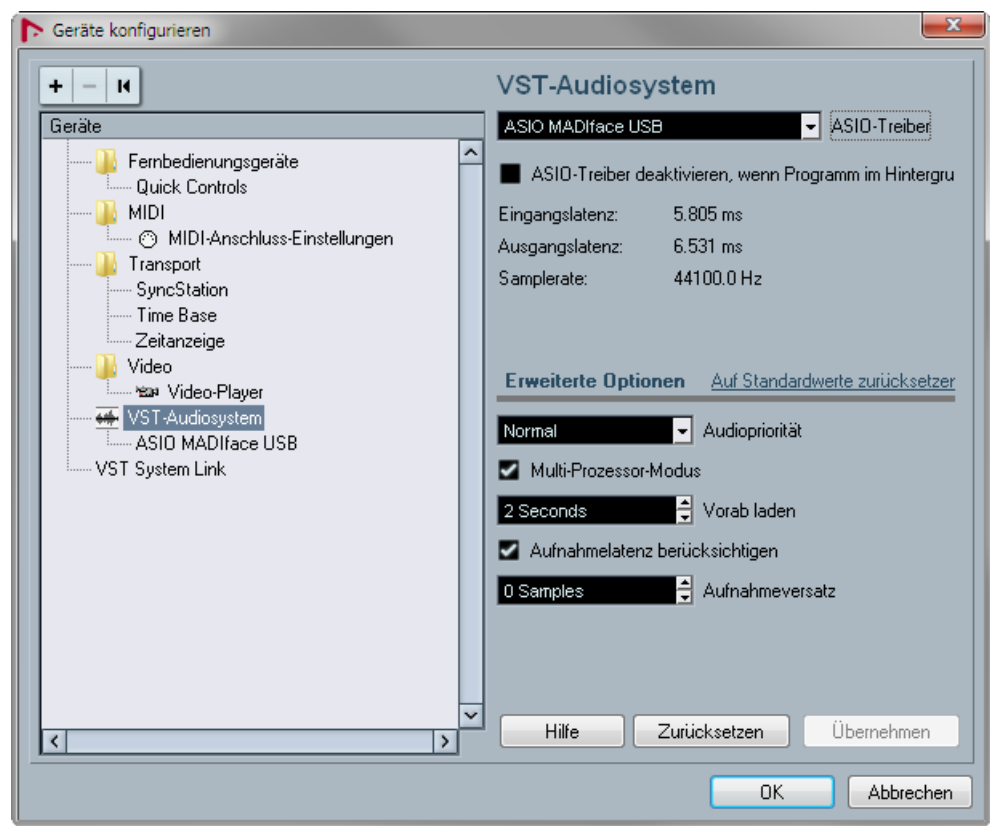 Geräte konfigurieren
Geräte
Fernbedienungsgeräte
Quick Controls
MIDI
MIDI-Anschluss-Einstellungen
Transport
SyncStation
Time Base
Zeitanzeige
Video
Video-Player
VST-Audiosystem
ASIO MADIface USB
VST System Link
VST-Audiosystem
ASIO MADIface USB ASIO-Treiber
ASIO-Treiber deaktivieren, wenn Programm im Hintergru
Eingangslatenz: 5.805 ms
Ausgangslatenz: 6.531 ms
Samplerate: 44100.0 Hz
Erweiterte Optionen Auf Standardwerte zurücksetzer
Normal Audiopriorität
Multi-Prozessor-Modus
2 Seconds Vorab laden
Aufnahmelatenz berücksichtigen
0 Samples Aufnahmeversatz
Hilfe Zurücksetzen Übernehmen
OK Abbrechen